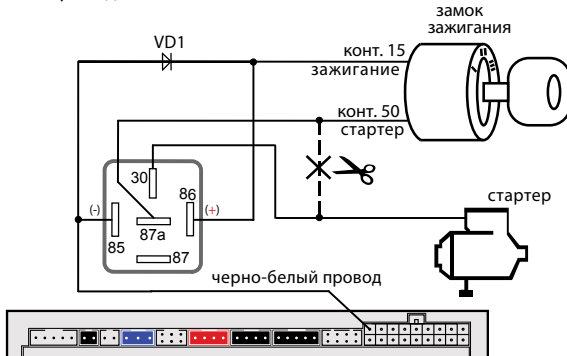 замок
зажигания
VD1
конт. 15
зажигание
конт. 50
стартер
30
86
(-)
(+)
85
87a
87
стартер
черно-белый провод